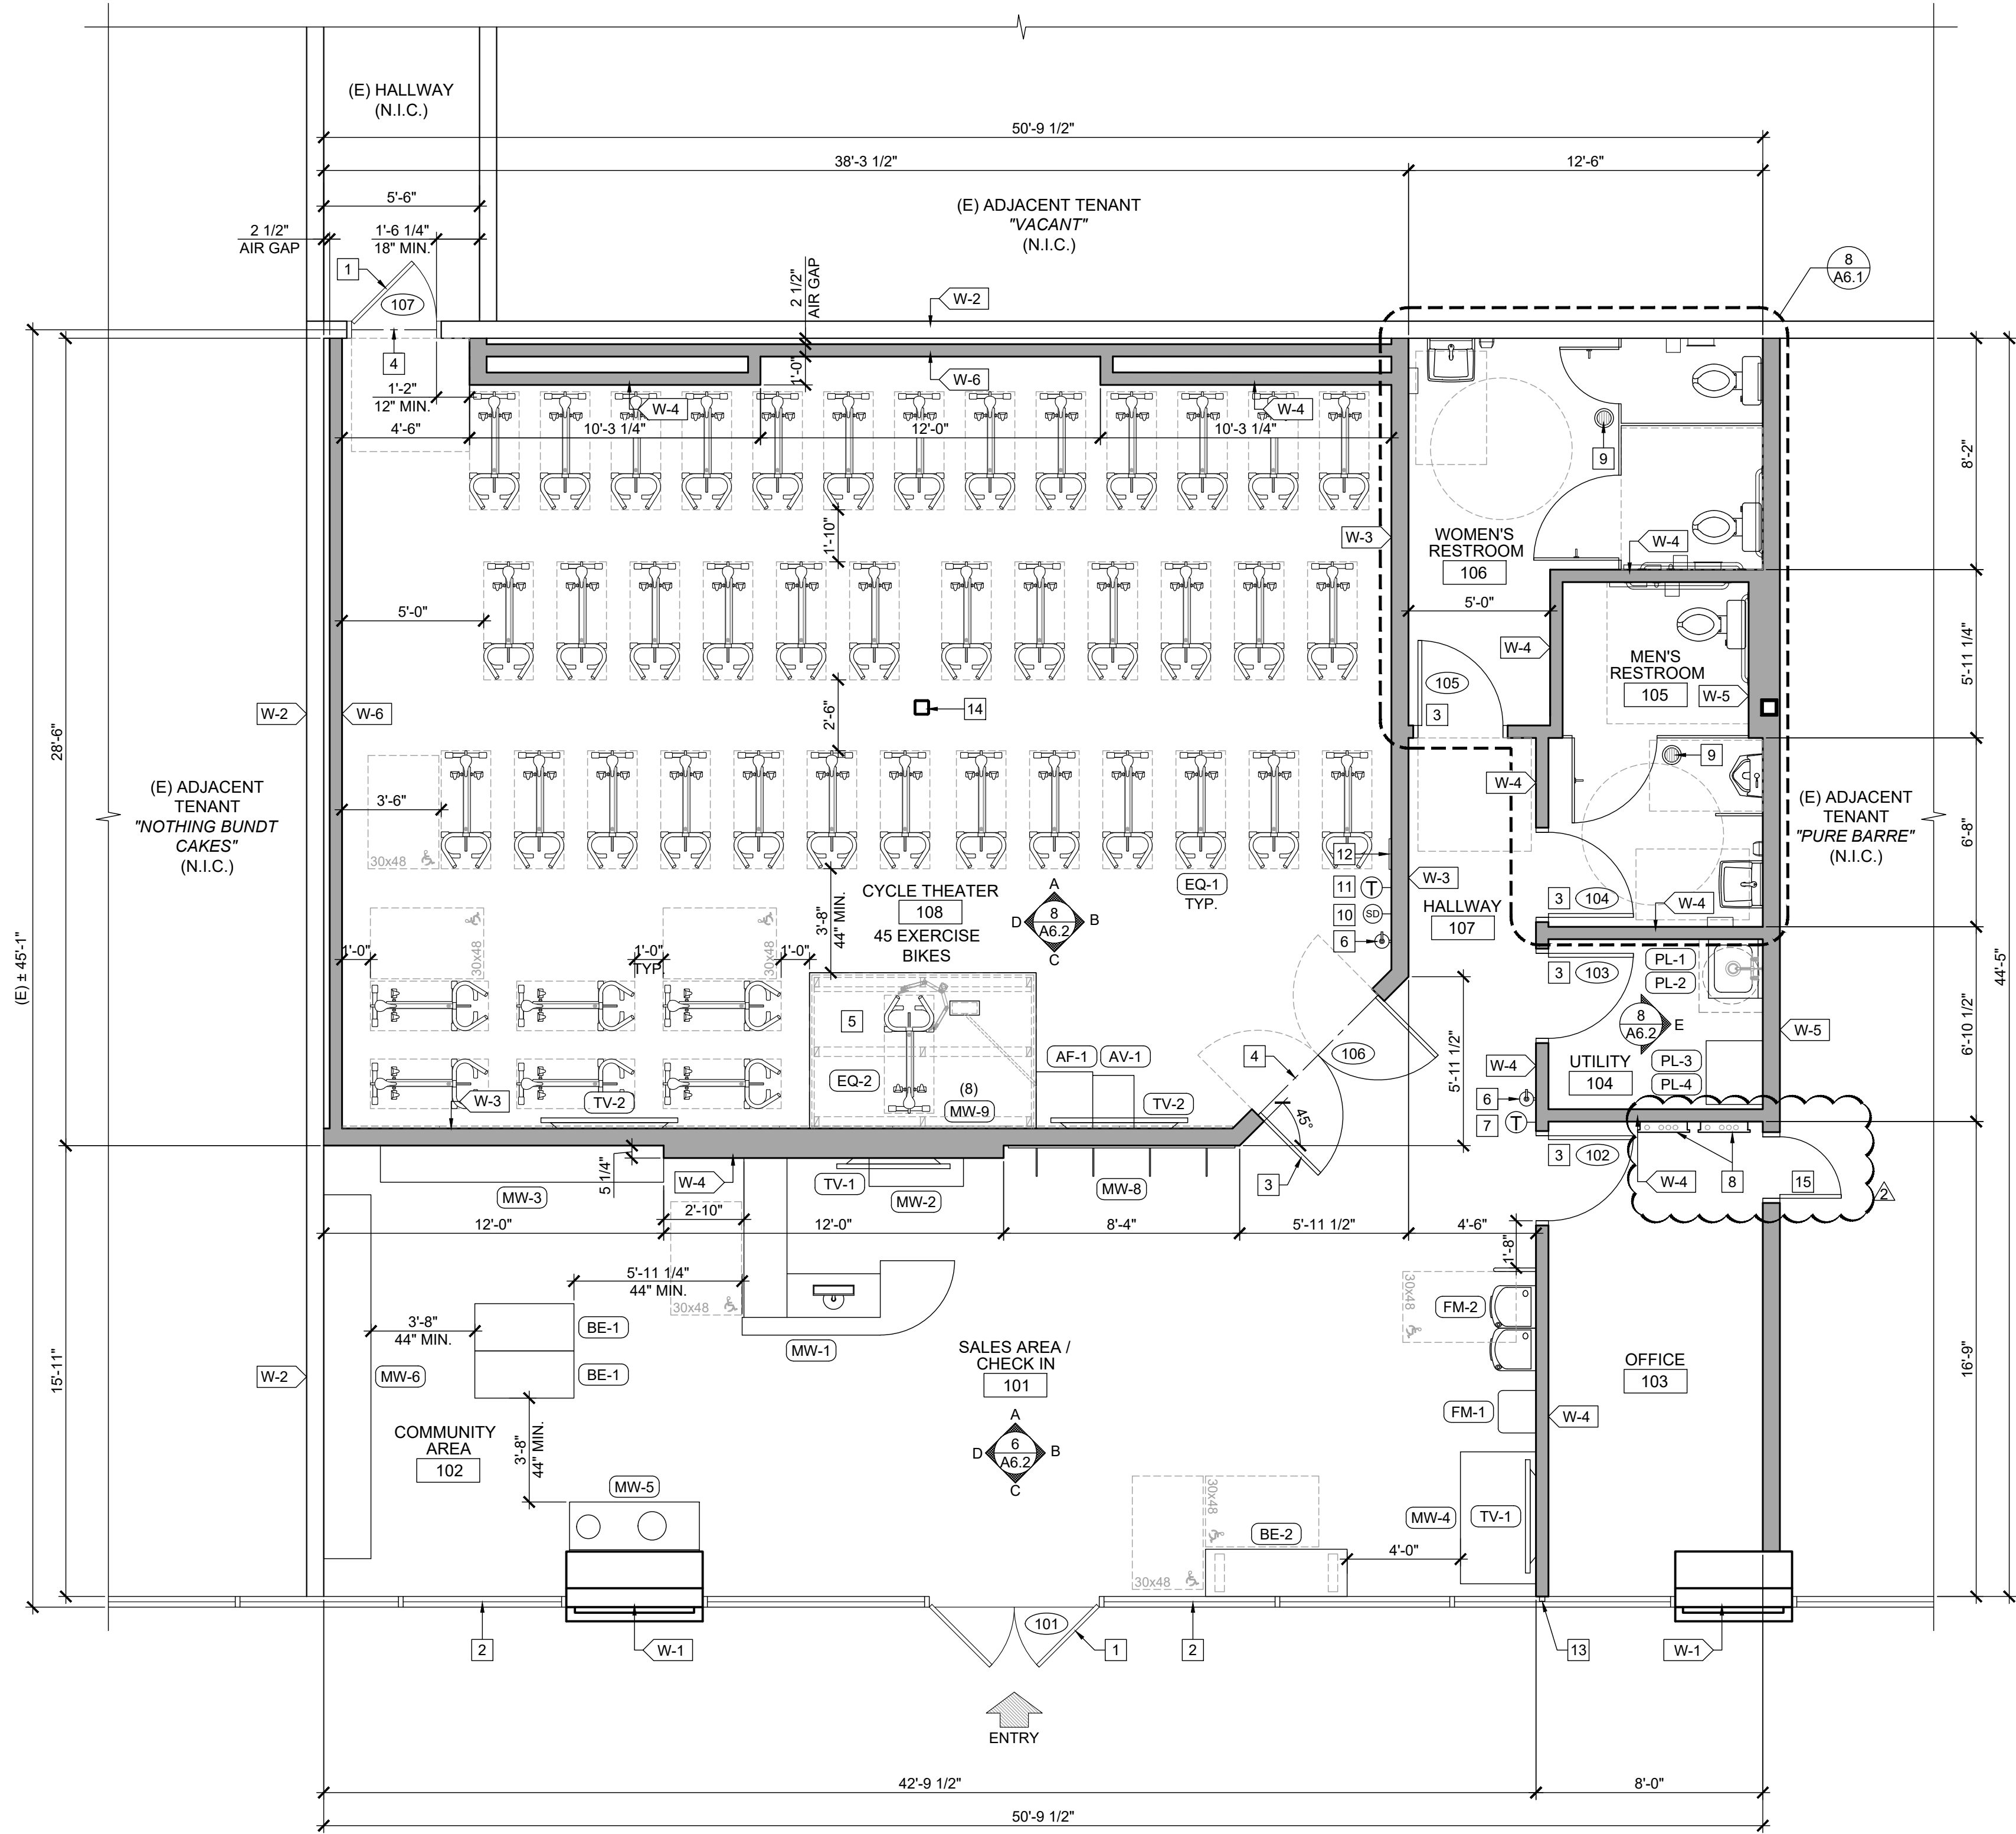 (E) HALLWAY
(N.I.C.)
50'-9 1/2"
38'-3 1/2"
12'-6"
5'-6"
(E) ADJACENT TENANT
"VACANT"
(N.I.C.)
2 1/2"
AIR GAP
1'-6 1/4"
18" MIN.
1
107
2 1/2"
AIR GAP
W-2
8
A6.1
4
1'-0"
W-6
1'-2"
12" MIN.
W-4
W-4
4'-6"
10'-3 1/4"
12'-0"
10'-3 1/4"
9
8'-2"
1'-10"
W-3
WOMEN'S
RESTROOM
106
W-4
5'-0"
5'-0"
W-4
MEN'S
RESTROOM
105
W-5
5'-11 1/4"
105
3
W-2
W-6
2'-6"
14
28'-6"
9
W-4
(E) ADJACENT
TENANT
"NOTHING BUNDT
CAKES"
(N.I.C.)
3'-6"
30x48
(E) ADJACENT
TENANT
"PURE BARRE"
(N.I.C.)
6'-8"
12
11
T
10
SD
6
W-3
HALLWAY
107
EQ-1
TYP.
CYCLE THEATER
108
45 EXERCISE
BIKES
A
D
8
A6.2
B
C
3'-8"
44" MIN.
3
104
W-4
(E) ± 45'-1"
44'-5"
1'-0"
30x48
1'-0"
TYP.
30x48
1'-0"
3
103
PL-1
PL-2
8
A6.2
E
W-5
6'-10 1/2"
5
EQ-2
(8)
MW-9
AF-1
AV-1
4
106
5'-11 1/2"
W-4
UTILITY
104
PL-3
PL-4
W-3
TV-2
TV-2
45°
6
7
T
3
3
102
W-4
8
15
2
5 1/4"
MW-3
W-4
TV-1
MW-2
MW-8
2'-10"
12'-0"
12'-0"
8'-4"
5'-11 1/2"
4'-6"
1'-8"
5'-11 1/4"
44" MIN.
30x48
30x48
FM-2
3'-8"
44" MIN.
BE-1
BE-1
MW-1
W-2
MW-6
SALES AREA /
CHECK IN
101
OFFICE
103
15'-11"
16'-9"
FM-1
W-4
COMMUNITY
AREA
102
3'-8"
44" MIN.
A
D
6
A6.2
B
C
MW-5
30x48
30x48
BE-2
4'-0"
MW-4
TV-1
2
W-1
101
1
2
13
W-1
ENTRY
42'-9 1/2"
8'-0"
50'-9 1/2"